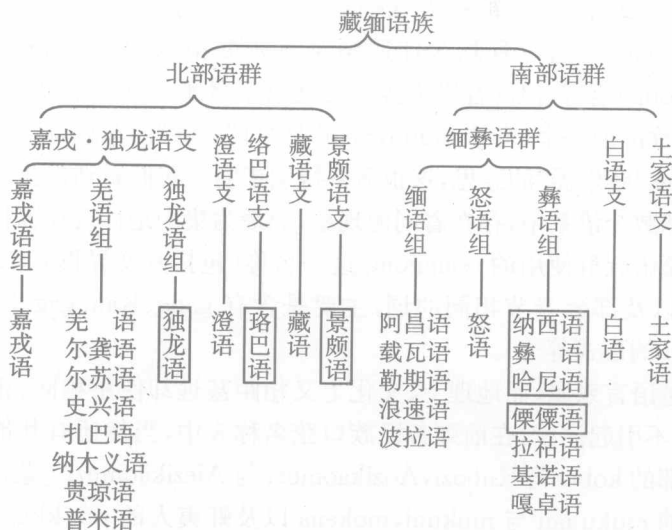 藏缅语族
北部语群
南部语群
嘉戎·独龙语支
澄语支
络巴语支
藏语支
景颇语支
缅彝语群
白语支
土家语支
嘉戎语组
羌语组
独龙语组
缅语组
怒语组
彝语组
嘉戎语
羌语
尔龚语
尔苏语
史兴语
扎巴语
纳木义语
贵琼语
普米语
独龙语
澄语
珞巴语
藏语
景颇语
阿昌语
载瓦语
勒期语
浪速语
波拉语
怒语
纳西语
彝语
哈尼语
傈僳语
拉祜语
基诺语
嘎卓语
白语
土家语